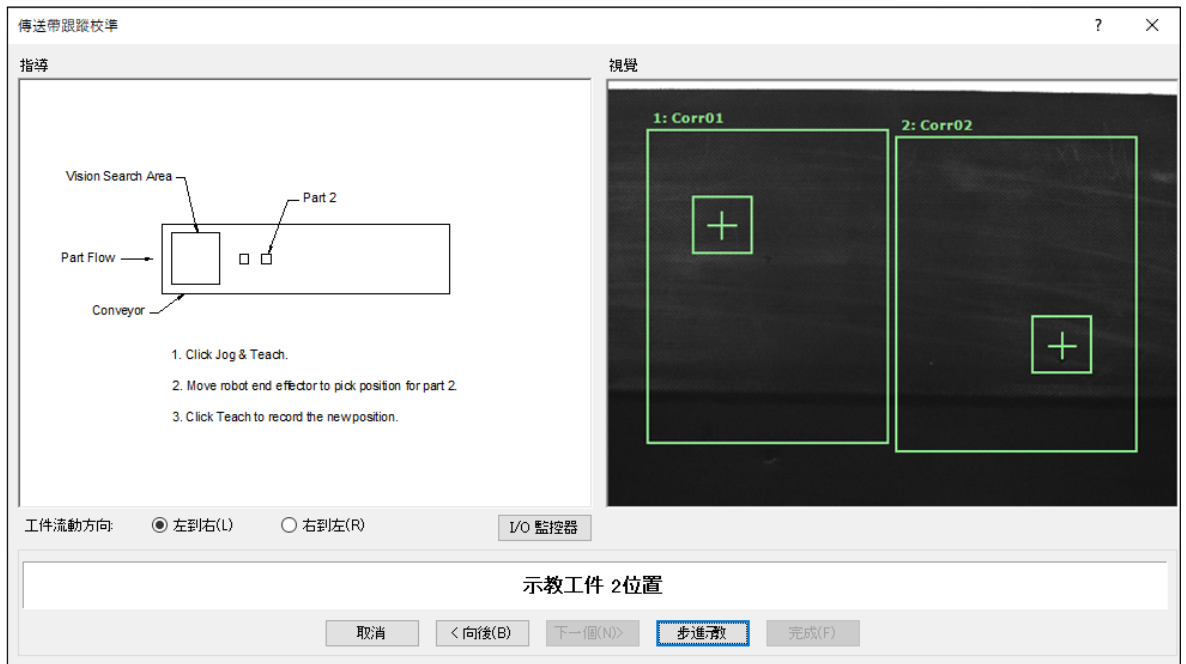 傳送帶跟蹤校準
指導
視覺
Vision Search Area
Part 2
Part Flow
Conveyor
1. Click Jog & Teach.
2. Move robot end effector to pick position for part 2.
3. Click Teach to record the new position.
1: Corr01
2: Corr02
工件流動方向:
左到右(L)
右到左(R)
I/O 監控器
示教工件 2位置
取消
< 向後(B)
下一個(N)>
步進示教
完成(F)